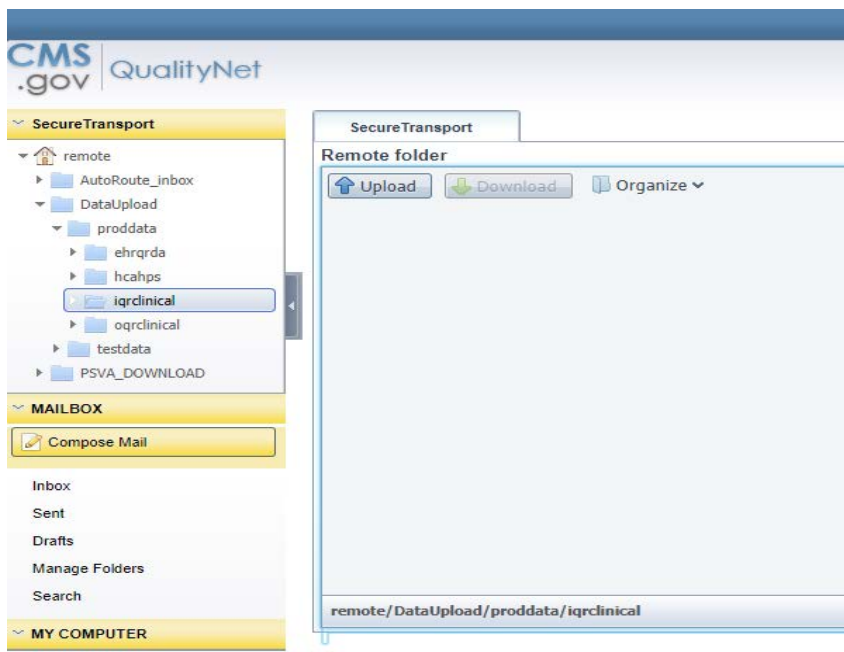 CMS
.gov
QualityNet
SecureTransport
remote
AutoRoute_inbox
DataUpload
proddata
ehrqrda
hcahps
iqrclinical
oqrclinical
testdata
PSVA_DOWNLOAD
MAILBOX
Compose Mail
Inbox
Sent
Drafts
Manage Folders
Search
MY COMPUTER
SecureTransport
Remote folder
Upload Download Organize
remote/DataUpload/proddata/iqrclinical